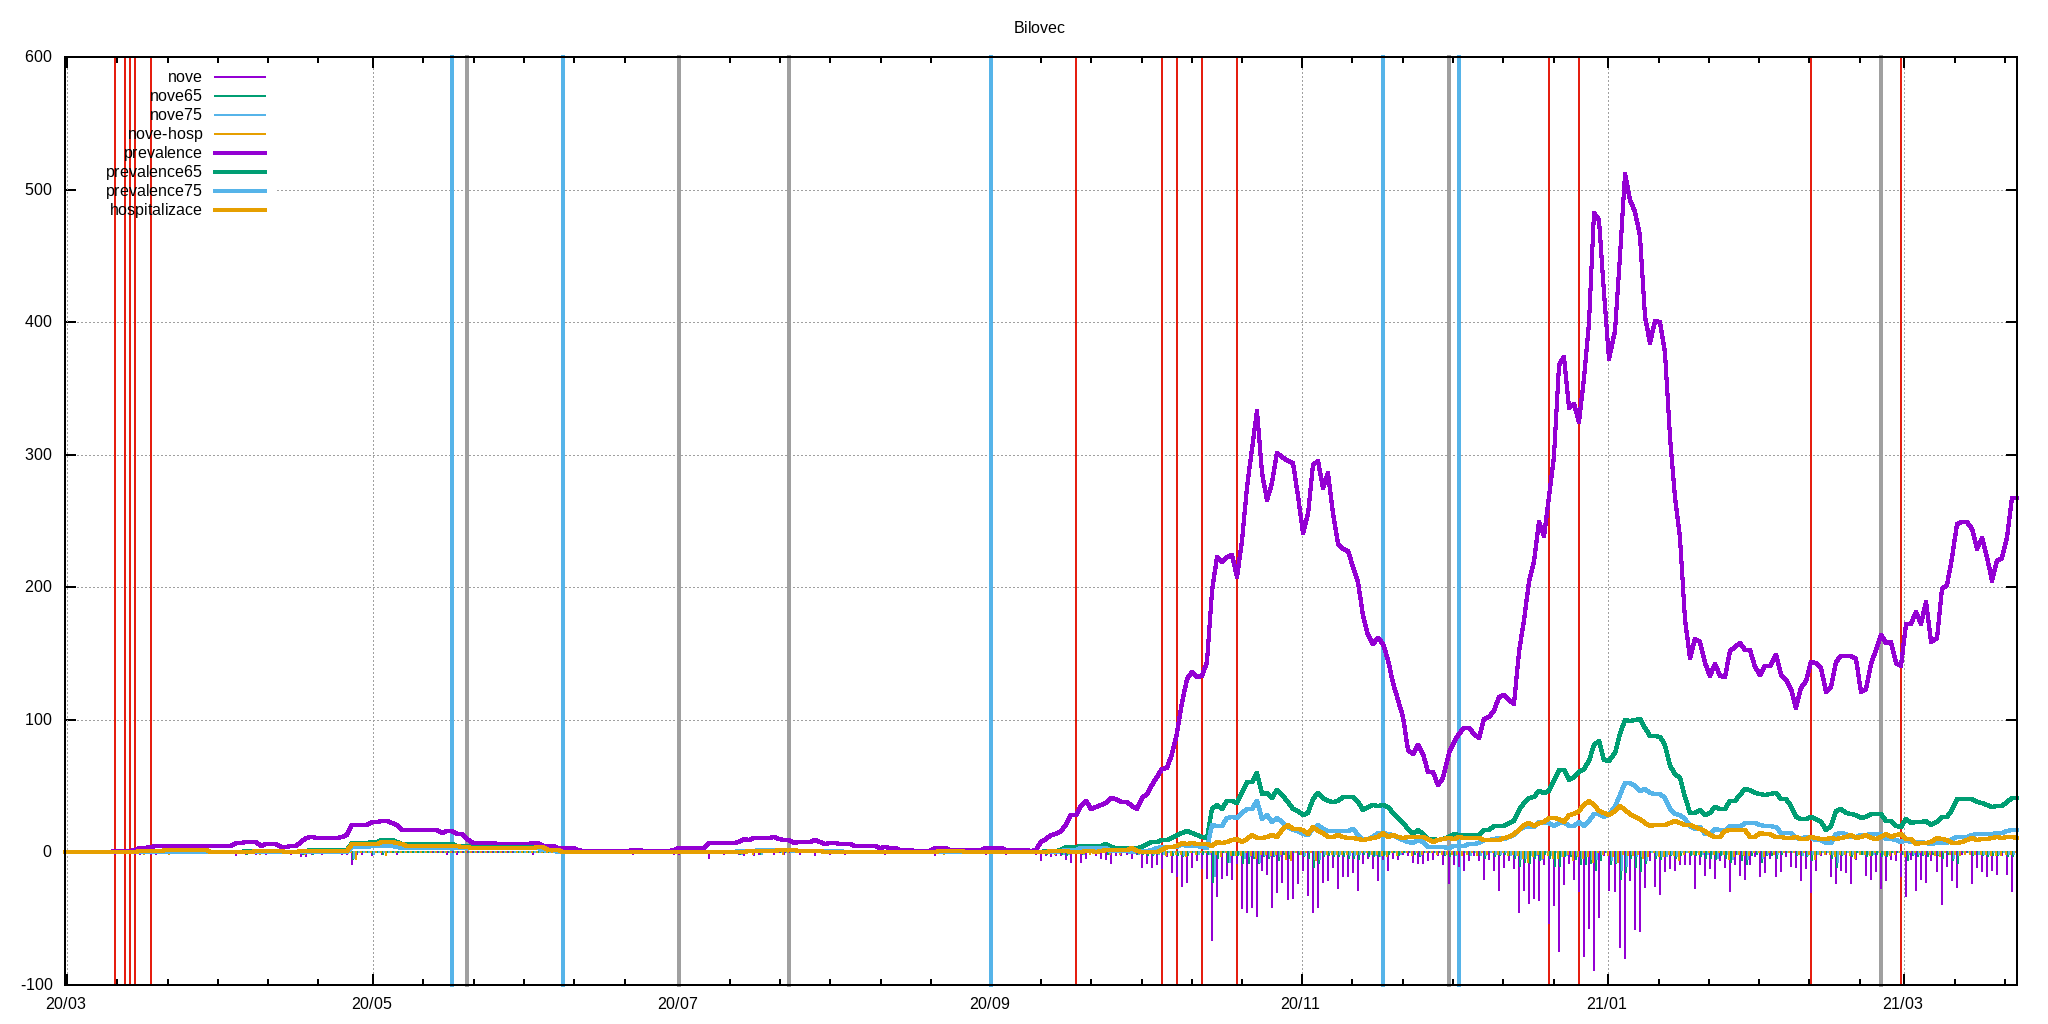 Bilovec
600
500
400
300
200
100
0
-100
nove
nove65
nove75
nove-hosp
prevalence
prevalence65
prevalence75
hospitalizace
20/03 20/05 20/07 20/09 20/11 21/01 21/03